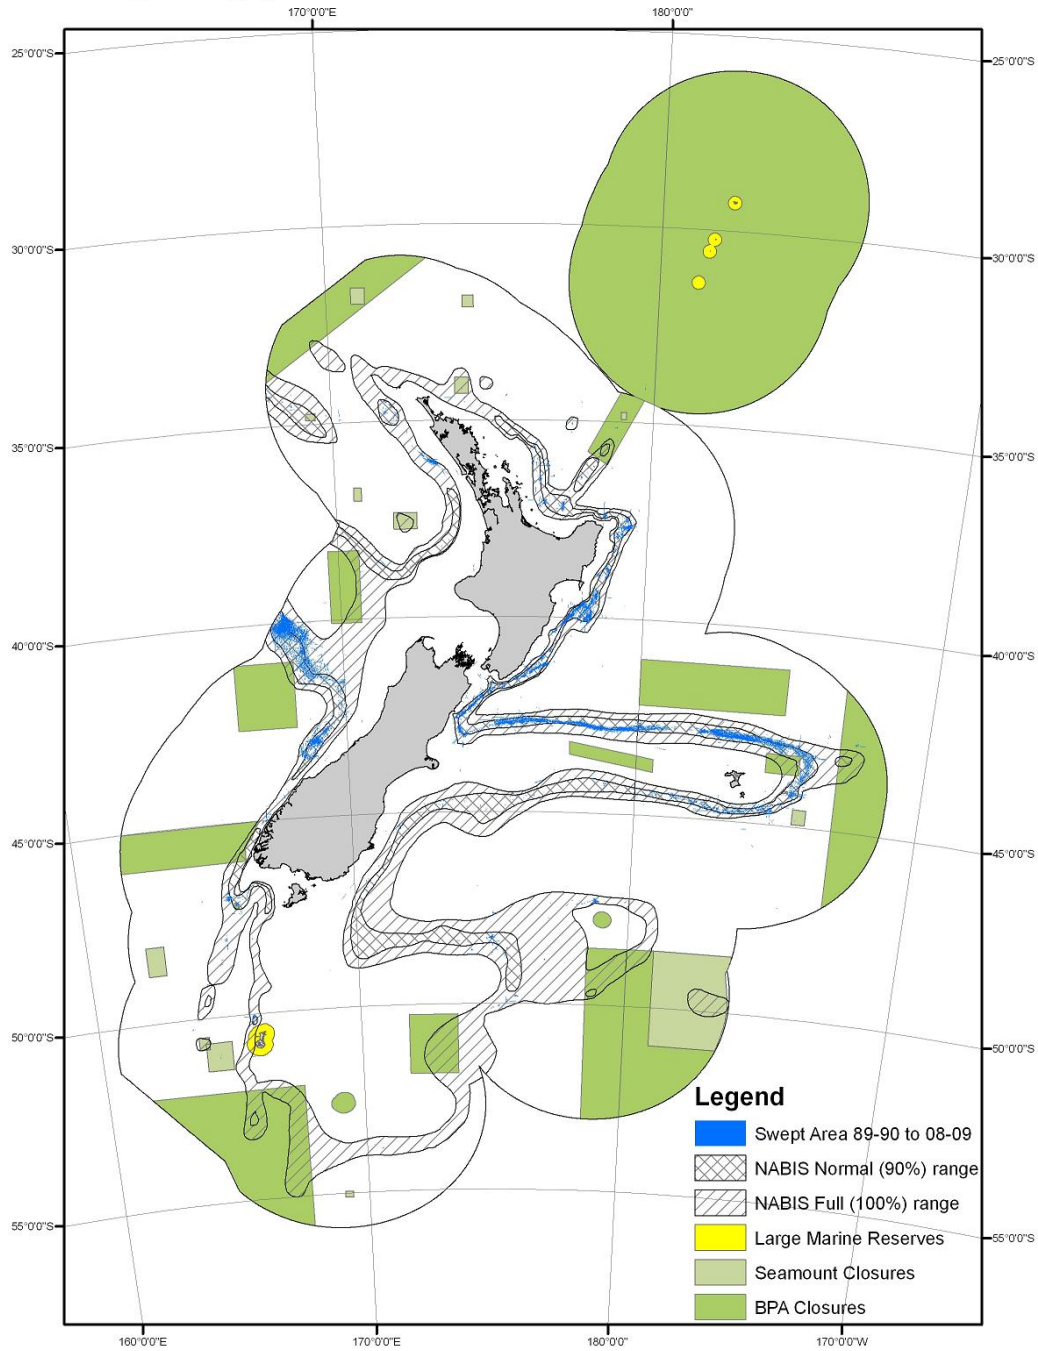 170°0'0"E
180°0'0"
25°0'0"S
25°0'0"S
30°0'0"S
30°0'0"S
35°0'0"S
35°0'0"S
40°0'0"S
40°0'0"S
45°0'0"S
45°0'0"S
50°0'0"S
50°0'0"S
55°0'0"S
55°0'0"S
Legend
Swept Area 89-90 to 08-09
NABIS Normal (90%) range
NABIS Full (100%) range
Large Marine Reserves
Seamount Closures
BPA Closures
160°0'0"E
170°0'0"E
180°0'0"
170°0'0"W